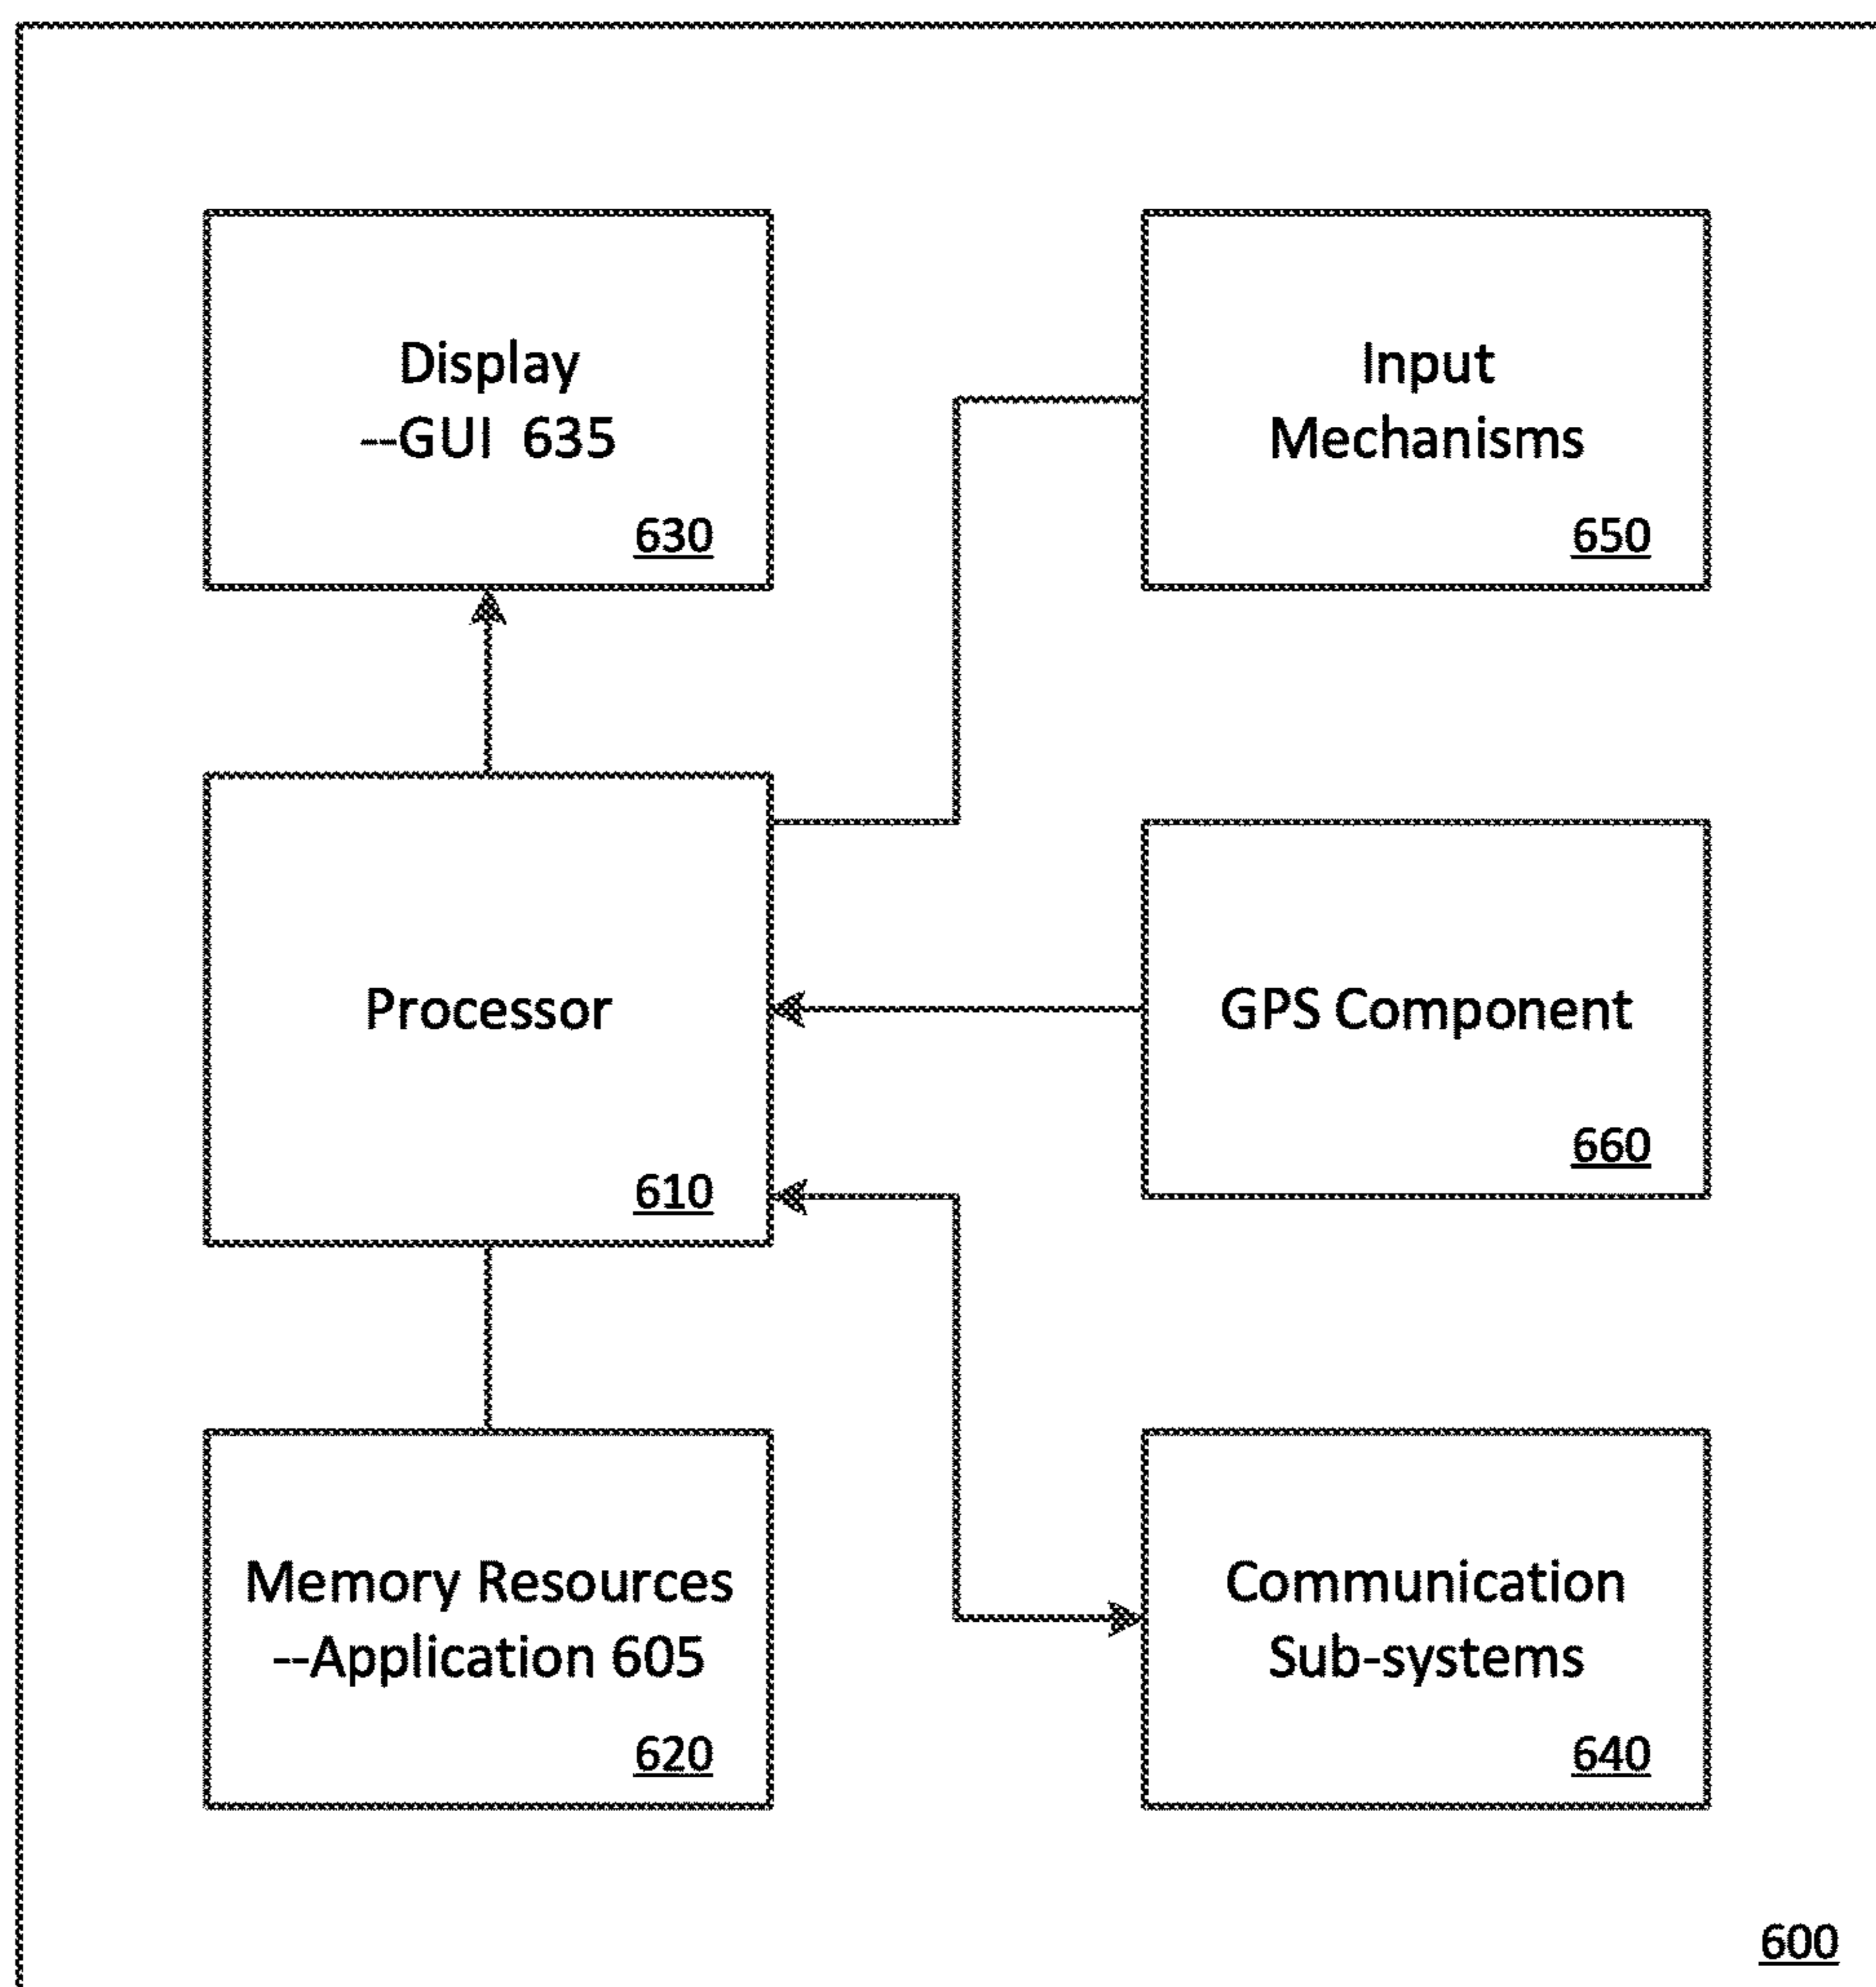 Display
--GUI 635
630
Input
Mechanisms
650
Processor
610
GPS Component
660
Memory Resources
--Application 605
620
Communication
Sub-systems
640
600